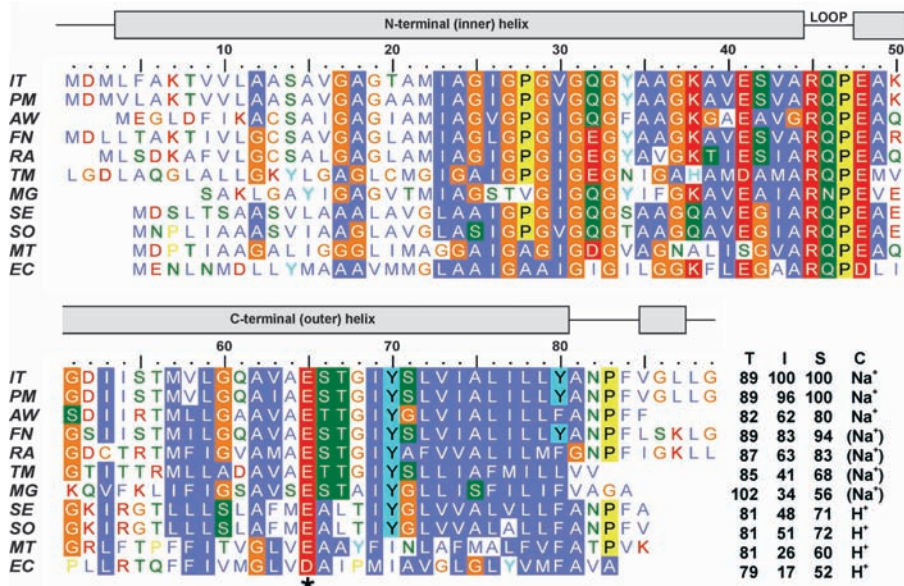 N-terminal (inner) helix LOOP
10 20 30 40 50
IT MDMLFAKTVVLAASAVGAGTAMIAGIGPGVGQGYAAGKAVESVARQPEAK
PM MDMVLAKTVVLAASAVGAGAAMIAGIGPGVGQGYAAGKAVESVARQPEAK
AW MEGLDFIKACSAIGAGIAMIAGVGPGIGQGFAAGKGAEAVGRQPEAQ
FN MDLLTAKTIVLGCSAVGAGLAMIAGLGPGIGEGYAAGKAVESVARQPEAR
RA MLSDKAFVLGCSALGAGLAMIAGIGPGIGEGYAVGKTIESIARQPEAQ
TM LGDLAQGLALLGKYLGAGLCMGIGAIGPGIGEGNIGAHAMDAMARQPEMV
MG SAKLGAYIGAGVTMIAGSTVGIGQGYIFGKAVEAIARNPEVE
SE MDSLTSAASVLAAALAVGLAAIGPGIGQGSAAGQAVEGIARQPEAE
SO MNPLIAAASVIAAGLAVGLASIGPGVGQGTAAGQAVEGIARQPEAE
MT MDPTIAAGALIGGGLIMAGGAIGAGIGDGVAGNALISGVARQPEAQ
EC MENLNMDLLYMAAAVMMGLAAIGAAIGIGILGGKFLEGAARQPDLI
C-terminal (outer) helix
60 70 80 T I S C
IT GDIISTMVLGQAVAESTGIYSLVIALILLYANPFVGLLG 89 100 100 Na⁺
PM GDIISTMVLGQAIAESTGIYSLVIALILLYANPFVGLLG 89 96 100 Na⁺
AW SDIIRTMLLGAAVAETTGIYGLIVALILLFANPFF 82 62 80 Na⁺
FN GSIISTMILGQAVAESTGIYSLVIALILLYANPFLSKLG 89 83 94 (Na⁺)
RA GDCTRTMFIGVAMAESTGIYSLVVALILMFGNPFIGKLL 87 63 83 (Na⁺)
TM GTITTRMLLADAVAETTGIYSLLIAFMILLVV 85 41 68 (Na⁺)
MG KQVFKLIFIGSAVSESTAIYGLLISFILIFVAGA 102 34 56 (Na⁺)
SE GKIRGTLLLSLAFMEALTIYGLVVALVLLFANPFA 81 48 71 H⁺
SO GKIRGTLLLSLAFMEALTIYGLVVALALLFANPFV 81 51 72 H⁺
MT GRLFTPFFITVGLVEAAYFINLAFMALFVFATPVK 81 26 60 H⁺
EC PLLRTQFFIVMGLVDAIPMIAVGLGLYVMFAVA 79 17 52 H⁺
*